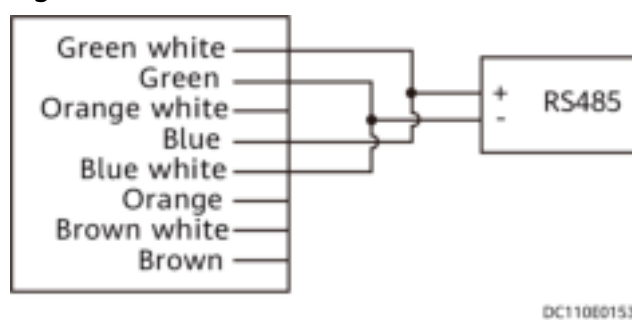 Green white
Green
Orange white
Blue
Blue white
Orange
Brown white
Brown
+
-
RS485
DC110E0153